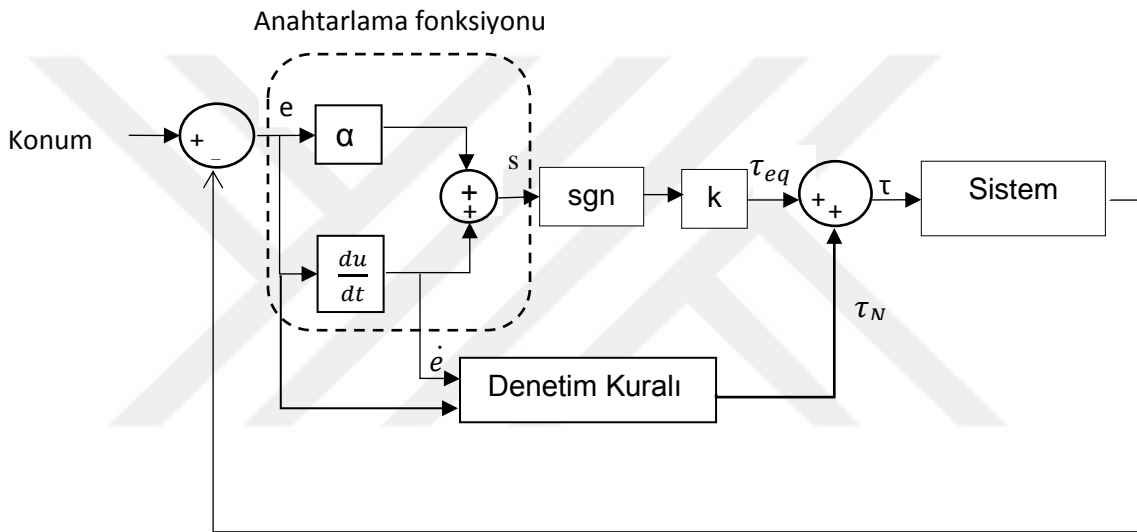 Anahtarlama fonksiyonu
Konum
+
_
e
α
du
dt
ė
+
+
s
sgn
k
τeq
+
+
τ
Sistem
τN
Denetim Kuralı